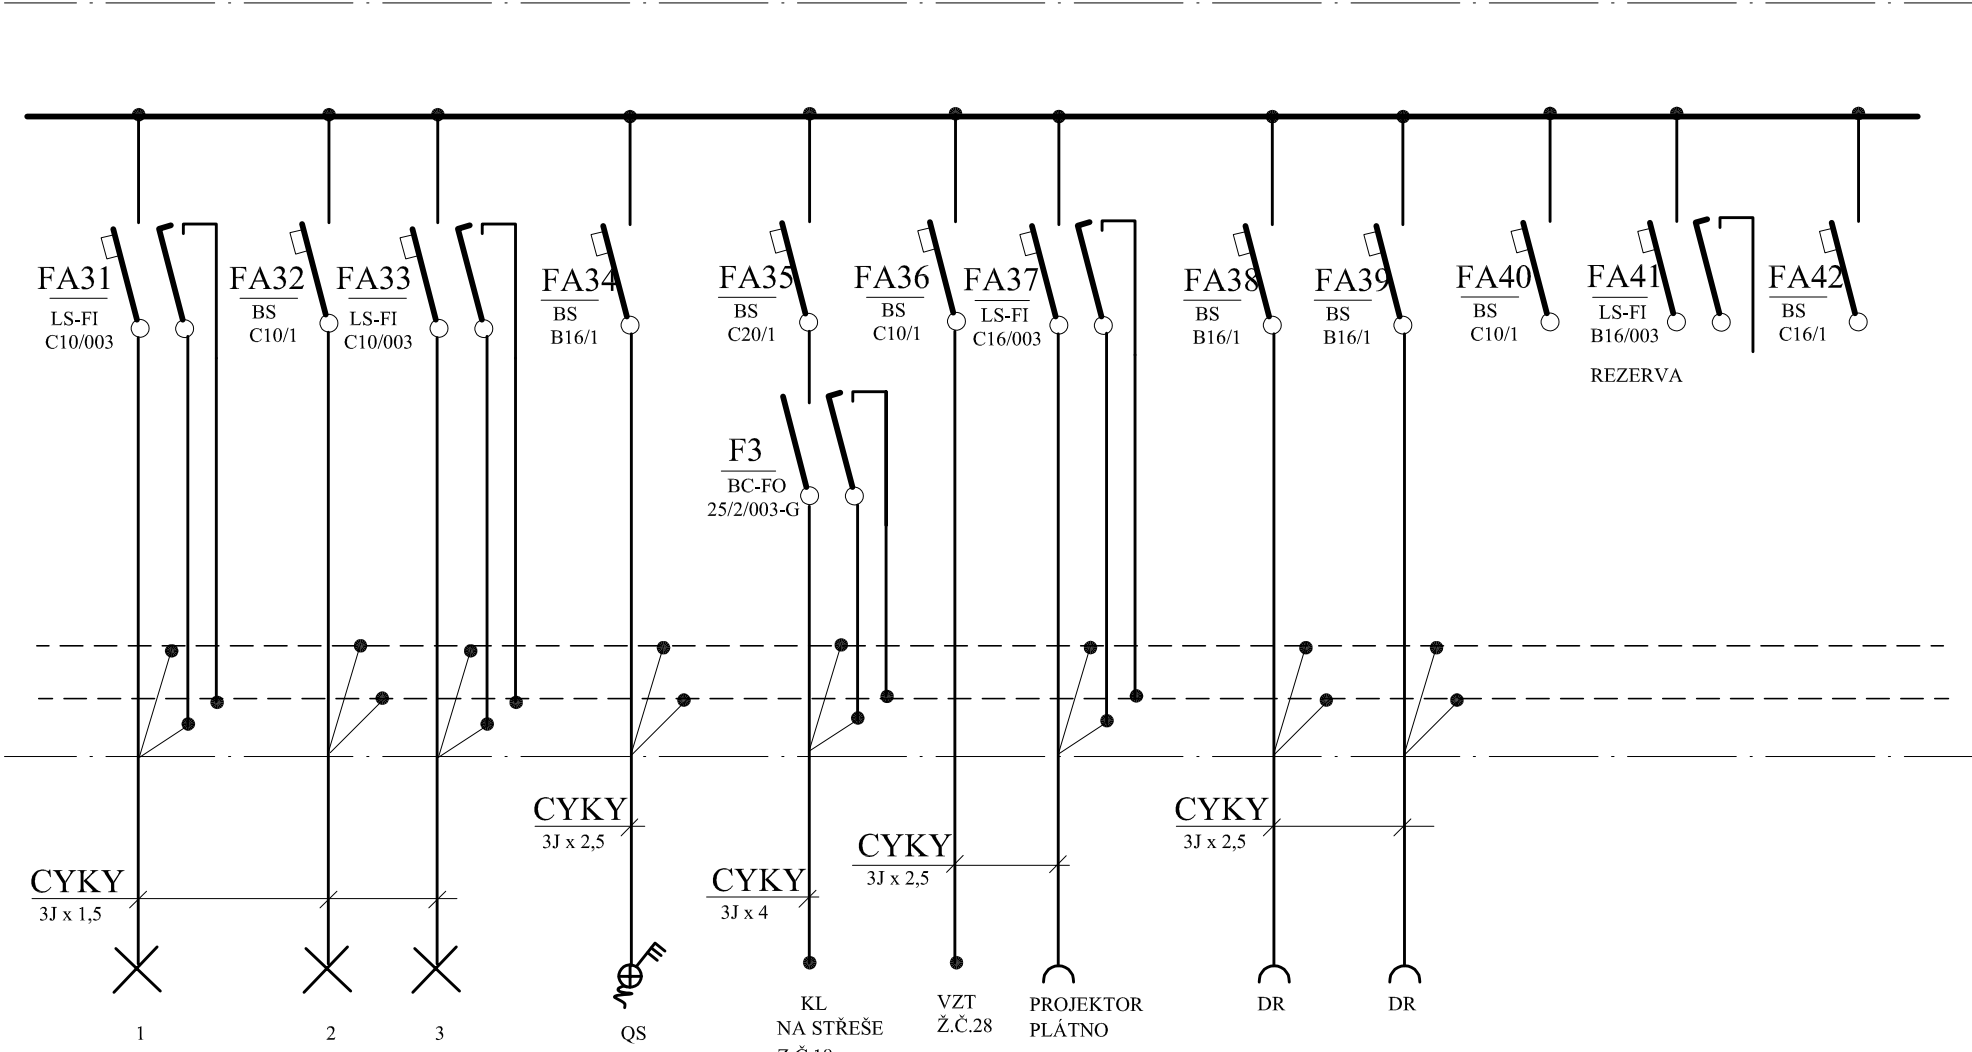 FA31
LS-FI
C10/003
FA32
BS
C10/1
FA33
LS-FI
C10/003
FA34
BS
B16/1
FA35
BS
C20/1
FA36
BS
C10/1
FA37
LS-FI
C16/003
FA38
BS
B16/1
FA39
BS
B16/1
FA40
BS
C10/1
FA41
LS-FI
B16/003
REZERVA
FA42
BS
C16/1
F3
BC-FO
25/2/003-G
CYKY
3J x 1,5
CYKY
3J x 2,5
CYKY
3J x 4
CYKY
3J x 2,5
CYKY
3J x 2,5
1
2
3
QS
KL
NA STŘEŠE
VZT
Ž.Č.28
PROJEKTOR
PLÁTNO
DR
DR